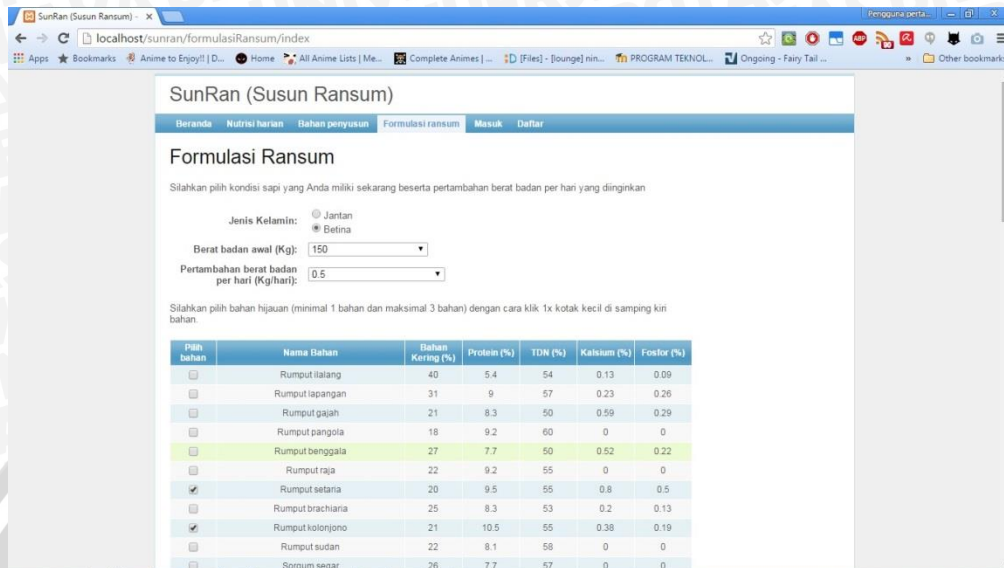 SunRan (Susun Ransum) - 
Pengguna perta...
localhost/sunran/formulasiRansum/index
Apps Bookmarks Anime to Enjoy!! | D... Home All Anime Lists | Me... Complete Animes | ... [Files] - [lounge] nin... PROGRAM TEKNOL... Ongoing - Fairy Tail ... » Other bookmarks
SunRan (Susun Ransum)
Beranda Nutrisi harian Bahan penyusun Formulasi ransum Masuk Daftar
Formulasi Ransum
Silahkan pilih kondisi sapi yang Anda miliki sekarang beserta pertambahan berat badan per hari yang diinginkan
Jenis Kelamin: Jantan
Betina
Berat badan awal (Kg): 150
Pertambahan berat badan
per hari (Kg/hari): 0.5
Silahkan pilih bahan hijauan (minimal 1 bahan dan maksimal 3 bahan) dengan cara klik 1x kotak kecil di samping kiri
bahan.
Pilih bahan Nama Bahan Bahan Kering (%) Protein (%) TDN (%) Kalsium (%) Fosfor (%)
Rumput ilalang 40 5.4 54 0.13 0.09
Rumput lapangan 31 9 57 0.23 0.26
Rumput gajah 21 8.3 50 0.59 0.29
Rumput pangola 18 9.2 60 0 0
Rumput benggala 27 7.7 50 0.52 0.22
Rumput raja 22 9.2 55 0 0
Rumput setaria 20 9.5 55 0.8 0.5
Rumput brachiaria 25 8.3 53 0.2 0.13
Rumput kolonjono 21 10.5 55 0.38 0.19
Rumput sudan 22 8.1 58 0 0
Sorgum segar 26 7.7 57 0 0